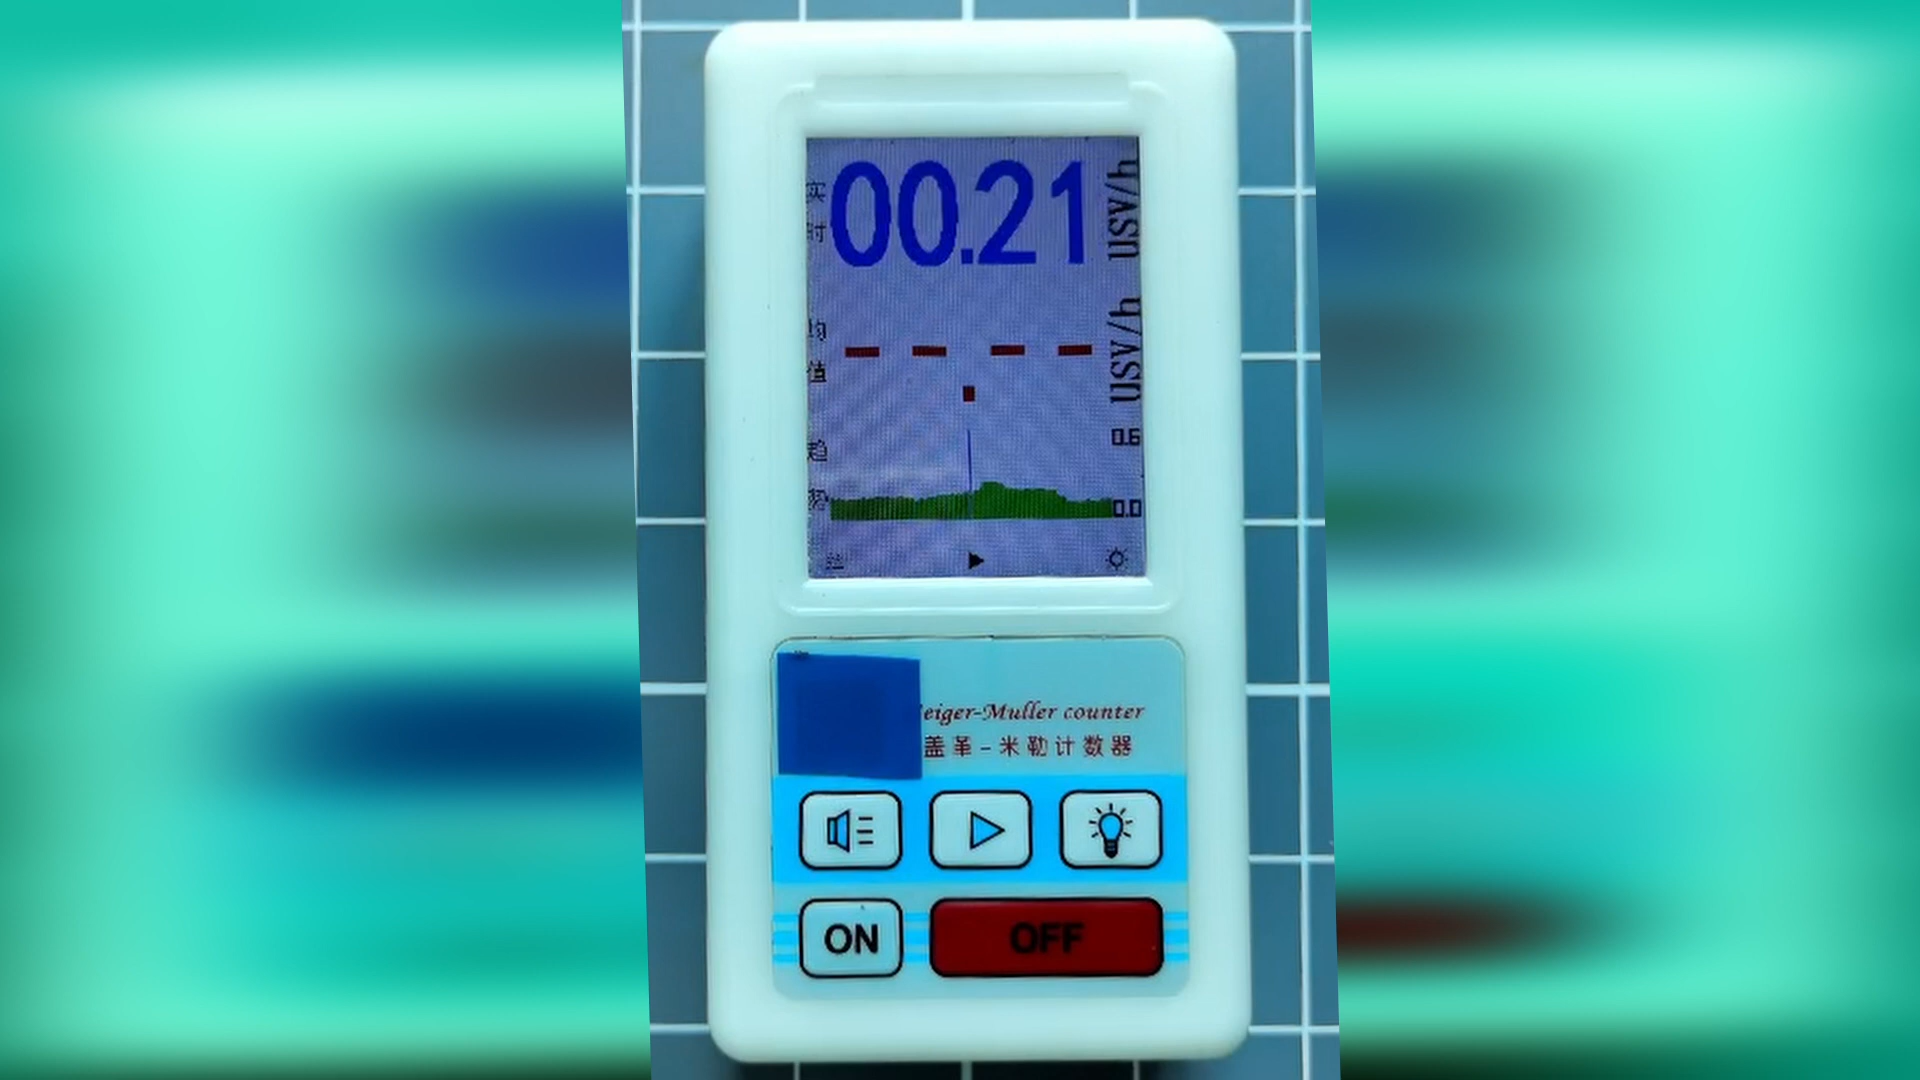 实时
00.21
USV/h
均值
-- --.-- --
USV/h
趋势
0.6
0.0
eiger-Muller counter
盖革-米勒计数器
ON
OFF